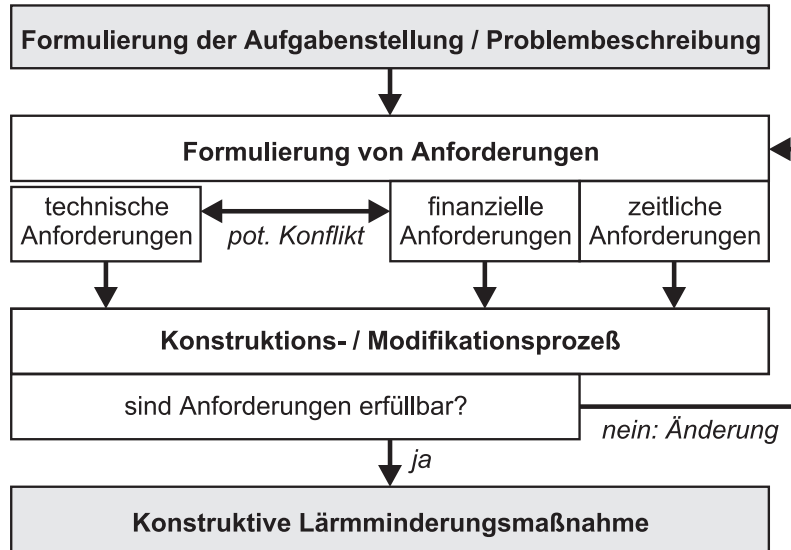 Formulierung der Aufgabenstellung / Problembeschreibung
Formulierung von Anforderungen
technische
Anforderungen
pot. Konflikt
finanzielle
Anforderungen
zeitliche
Anforderungen
Konstruktions- / Modifikationsprozeß
sind Anforderungen erfüllbar?
nein: Änderung
ja
Konstruktive Lärmminderungsmaßnahme